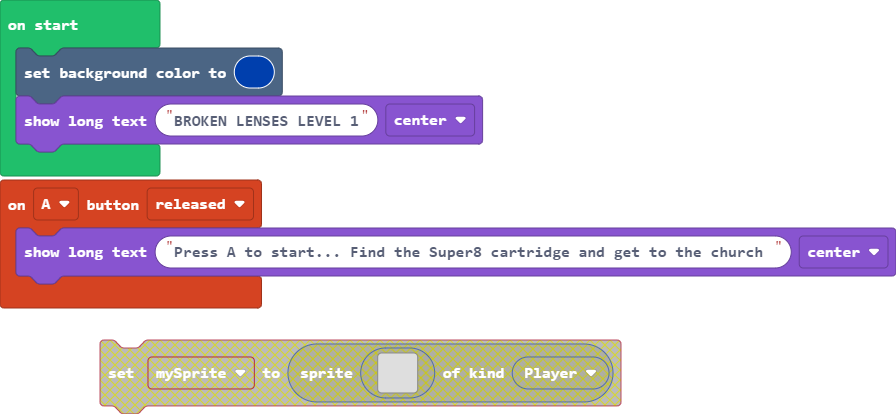 on start
set background color to
show long text "BROKEN LENSES LEVEL 1" center
on A button released
show long text "Press A to start... Find the Super8 cartridge and get to the church " center
set mySprite to sprite of kind Player